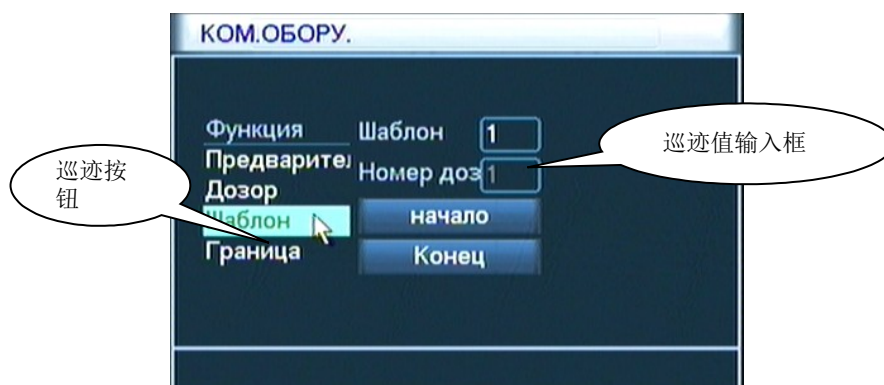 КОМ.ОБОРУ.
Функция
Шаблон
1
Предварител
Номер доз
1
Дозор
Шаблон
начало
Граница
Конец
巡迹按
钮
巡迹值输入框